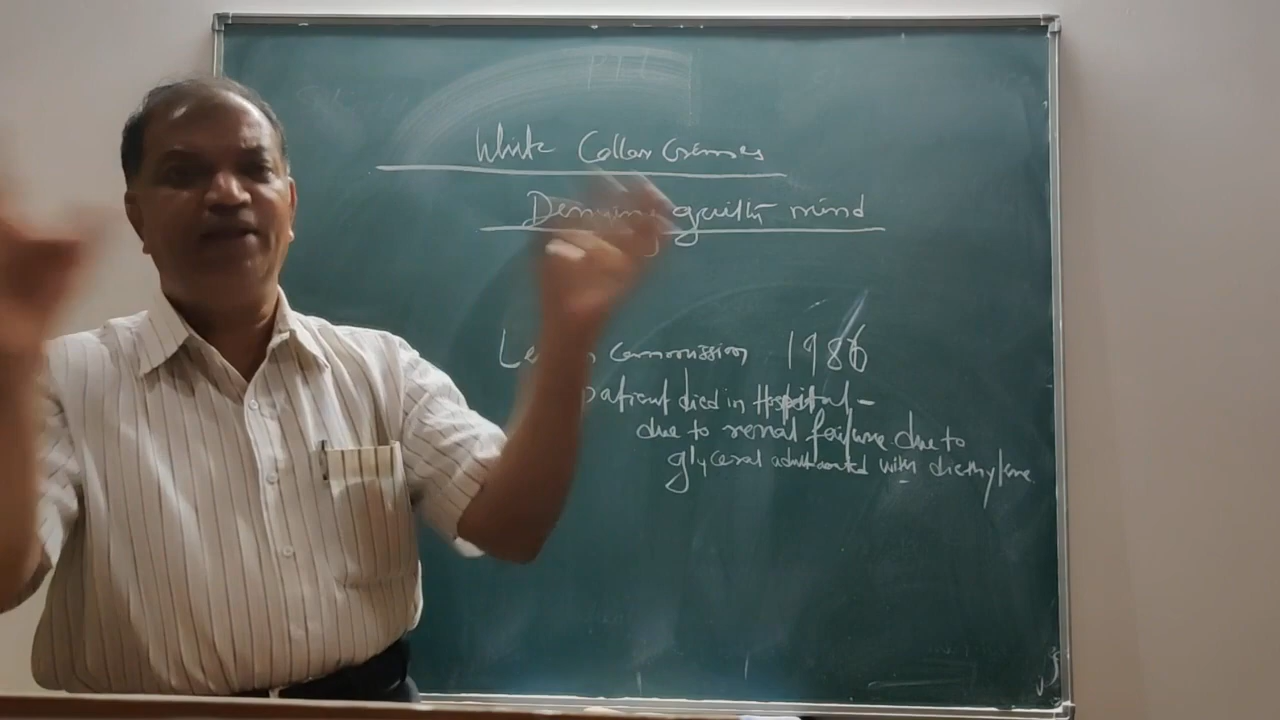 White Collar Crimes
Denying guilty mind
commission 1986
patient died in Hospital -
due to renal failure due to
glycerol adulterated with diethylene